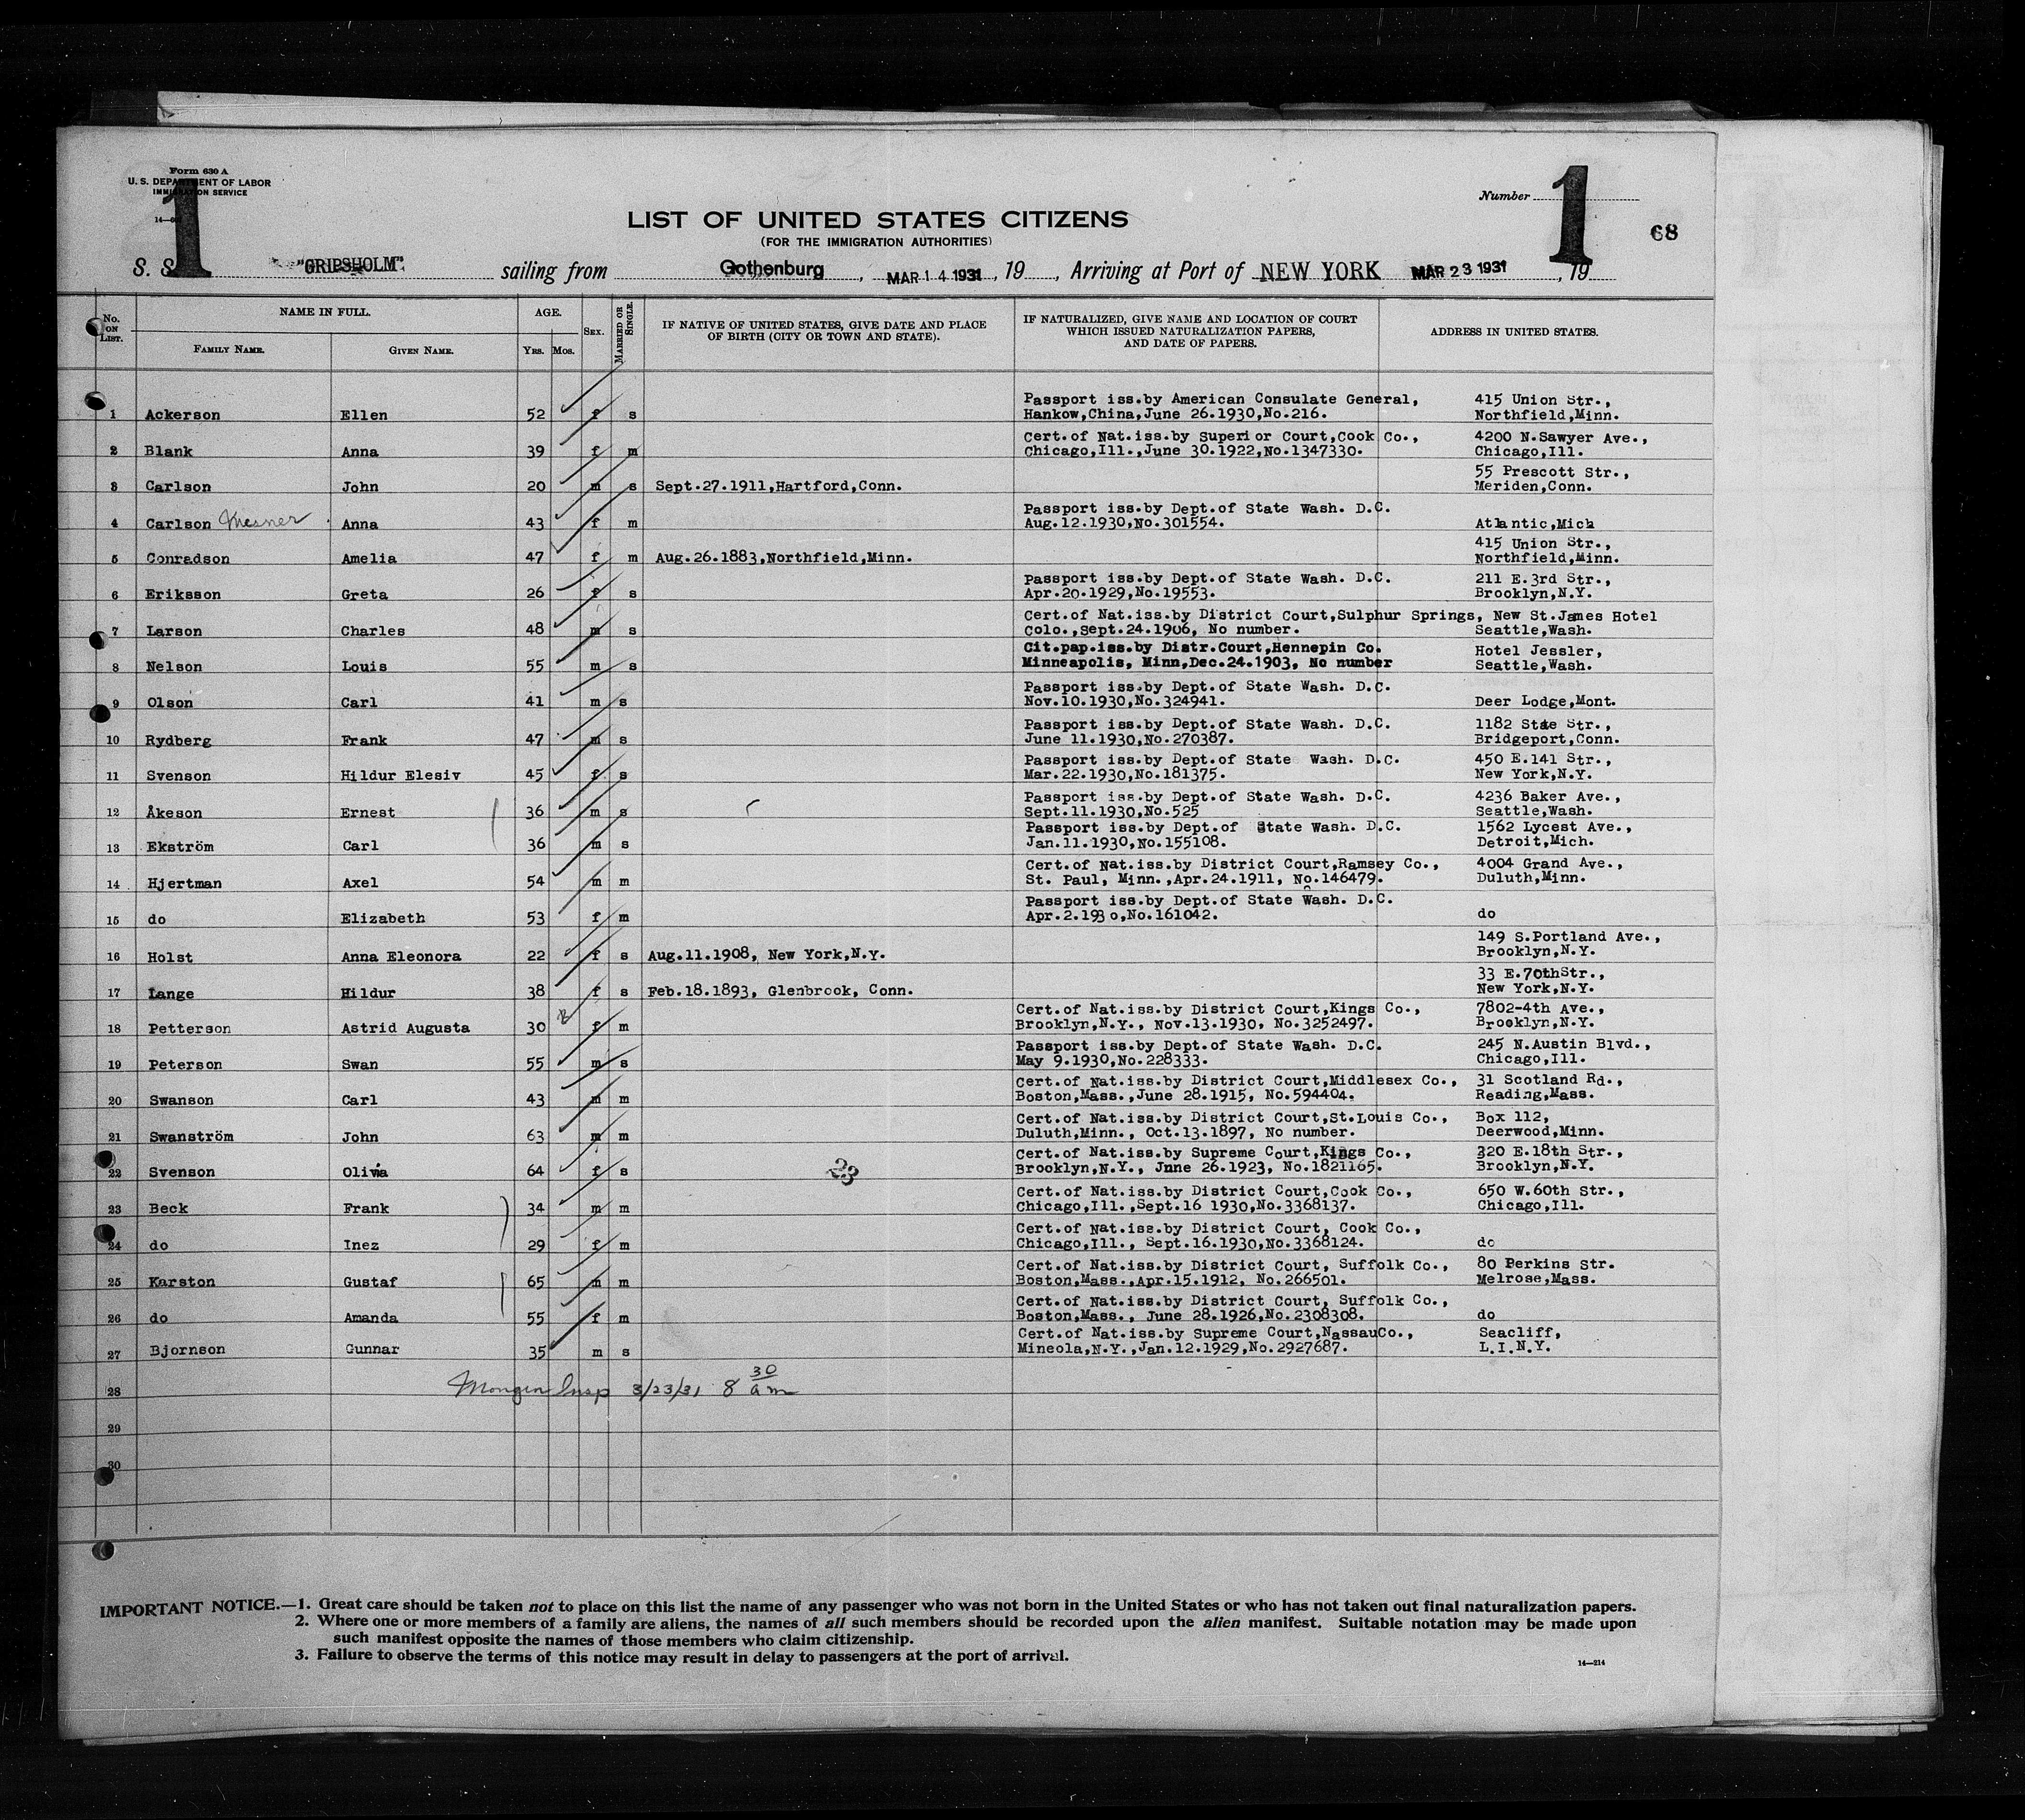 Form 630 A
U. S. DEPARTMENT OF LABOR
IMMIGRATION SERVICE
1
Number 1
68
LIST OF UNITED STATES CITIZENS
(FOR THE IMMIGRATION AUTHORITIES)
S. S. "GRIPSHOLM" sailing from Gothenburg, MAR 14 1931, 19 , Arriving at Port of NEW YORK MAR 23 1931, 19
No. ON LIST. NAME IN FULL. AGE. SEX. MARRIED OR SINGLE. IF NATIVE OF UNITED STATES, GIVE DATE AND PLACE OF BIRTH (CITY OR TOWN AND STATE). IF NATURALIZED, GIVE NAME AND LOCATION OF COURT WHICH ISSUED NATURALIZATION PAPERS, AND DATE OF PAPERS. ADDRESS IN UNITED STATES.
FAMILY NAME. GIVEN NAME. YRS. MOS.
Passport iss.by American Consulate General, 415 Union Str.,
1 Ackerson Ellen 52 f s Hankow,China,June 26.1930,No.216. Northfield,Minn.
Cert.of Nat.iss.by Superior Court,Cook Co., 4200 N.Sawyer Ave.,
2 Blank Anna 39 f m Chicago,Ill.,June 30.1922,No.1347330. Chicago,Ill.
55 Prescott Str.,
3 Carlson John 20 m s Sept.27.1911,Hartford,Conn. Meriden,Conn.
Passport iss.by Dept.of State Wash. D.C.
4 Carlson Mesner Anna 43 f m Aug.12.1930,No.301554. Atlantic,Mich
415 Union Str.,
5 Conradson Amelia 47 f m Aug.26.1883,Northfield,Minn. Northfield,Minn.
Passport iss.by Dept.of State Wash. D.C. 211 E.3rd Str.,
6 Eriksson Greta 26 f s Apr.20.1929,No.19553. Brooklyn,N.Y.
Cert.of Nat.iss.by District Court,Sulphur Springs, New St.James Hotel
7 Larson Charles 48 m s Colo.,Sept.24.1906, No number. Seattle,Wash.
Cit.pap.iss.by Distr.Court,Hennepin Co. Hotel Jessler,
8 Nelson Louis 55 m s Minneapolis, Minn,Dec.24.1903, No number Seattle,Wash.
Passport iss.by Dept.of State Wash. D.C.
9 Olson Carl 41 m s Nov.10.1930,No.324941. Deer Lodge,Mont.
Passport iss.by Dept.of State Wash. D.C. 1182 State Str.,
10 Rydberg Frank 47 m s June 11.1930,No.270387. Bridgeport,Conn.
Passport iss.by Dept.of State Wash. D.C. 450 E.141 Str.,
11 Svenson Hildur Elesiv 45 f s Mar.22.1930,No.181375. New York,N.Y.
Passport iss.by Dept.of State Wash. D.C. 4236 Baker Ave.,
12 Åkeson Ernest 36 m s Sept.11.1930,No.525 Seattle,Wash.
Passport iss.by Dept.of State Wash. D.C. 1562 Lycest Ave.,
13 Ekström Carl 36 m s Jan.11.1930,No.155108. Detroit,Mich.
Cert.of Nat.iss.by District Court,Ramsey Co., 4004 Grand Ave.,
14 Hjertman Axel 54 m m St. Paul, Minn.,Apr.24.1911, No.146479. Duluth,Minn.
Passport iss.by Dept.of State Wash. D.C.
15 do Elizabeth 53 f m Apr.2.1930,No.161042. do
149 S.Portland Ave.,
16 Holst Anna Eleonora 22 f s Aug.11.1908, New York,N.Y. Brooklyn,N.Y.
33 E.70thStr.,
17 Lange Hildur 38 f s Feb.18.1893, Glenbrook, Conn. New York,N.Y.
Cert.of Nat.iss.by District Court,Kings Co., 7802-4th Ave.,
18 Petterson Astrid Augusta 30 f m Brooklyn,N.Y., Nov.13.1930, No.3252497. Brooklyn,N.Y.
Passport iss.by Dept.of State Wash. D.C. 245 N.Austin Blvd.,
19 Peterson Swan 55 m s May 9.1930,No.228333. Chicago,Ill.
Cert.of Nat.iss.by District Court,Middlesex Co., 31 Scotland Rd.,
20 Swanson Carl 43 m m Boston,Mass.,June 28.1915, No.594404. Reading,Mass.
Cert.of Nat.iss.by District Court,St.Louis Co., Box 112,
21 Swanström John 63 m m Duluth,Minn., Oct.13.1897, No number. Deerwood,Minn.
Cert.of Nat.iss.by Supreme Court,Kings Co., 320 E.18th Str.,
22 Svenson Olivia 64 f s 23 Brooklyn,N.Y., Jnne 26.1923, No.1821165. Brooklyn,N.Y.
Cert.of Nat.iss.by District Court,Cook Co., 650 W.60th Str.,
23 Beck Frank 34 m m Chicago,Ill.,Sept.16 1930,No.3368137. Chicago,Ill.
Cert.of Nat.iss.by District Court, Cook Co.,
24 do Inez 29 f m Chicago,Ill., Sept.16.1930,No.3368124. do
Cert.of Nat.iss.by District Court, Suffolk Co., 80 Perkins Str.
25 Karston Gustaf 65 m m Boston,Mass.,Apr.15.1912, No.266501. Melrose,Mass.
Cert.of Nat.iss.by District Court, Suffolk Co.,
26 do Amanda 55 f m Boston,Mass., June 28.1926,No.2308308. do
Cert.of Nat.iss.by Supreme Court,NassauCo., Seacliff,
27 Bjornson Gunnar 35 m s Mineola,N.Y.,Jan.12.1929,No.2927687. L.I.N.Y.
28 Insp 3/23/31 8 30 am
29
30
IMPORTANT NOTICE.—1. Great care should be taken not to place on this list the name of any passenger who was not born in the United States or who has not taken out final naturalization papers.
2. Where one or more members of a family are aliens, the names of all such members should be recorded upon the alien manifest. Suitable notation may be made upon
such manifest opposite the names of those members who claim citizenship.
3. Failure to observe the terms of this notice may result in delay to passengers at the port of arrival.
14—214